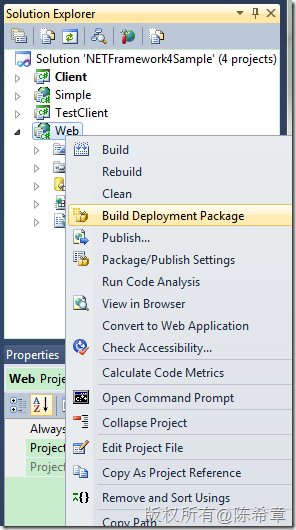 Solution Explorer
Solution 'NETFramework4Sample' (4 projects)
Client
Simple
TestClient
Web
Build
Rebuild
Clean
Build Deployment Package
Publish...
Package/Publish Settings
Run Code Analysis
View in Browser
Convert to Web Application
Check Accessibility...
Calculate Code Metrics
Open Command Prompt
Collapse Project
Edit Project File
Copy As Project Reference
Remove and Sort Usings
Copy Path
Properties
Web Proje
Always
Project
Project
版权所有@陈希章